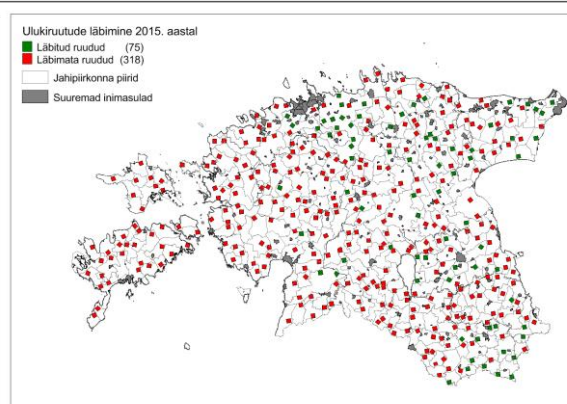 Ulukiruutude läbimine 2015. aastal
Läbitud ruudud (75)
Läbimata ruudud (318)
Jahipiirkonna piirid
Suuremad inimasulad